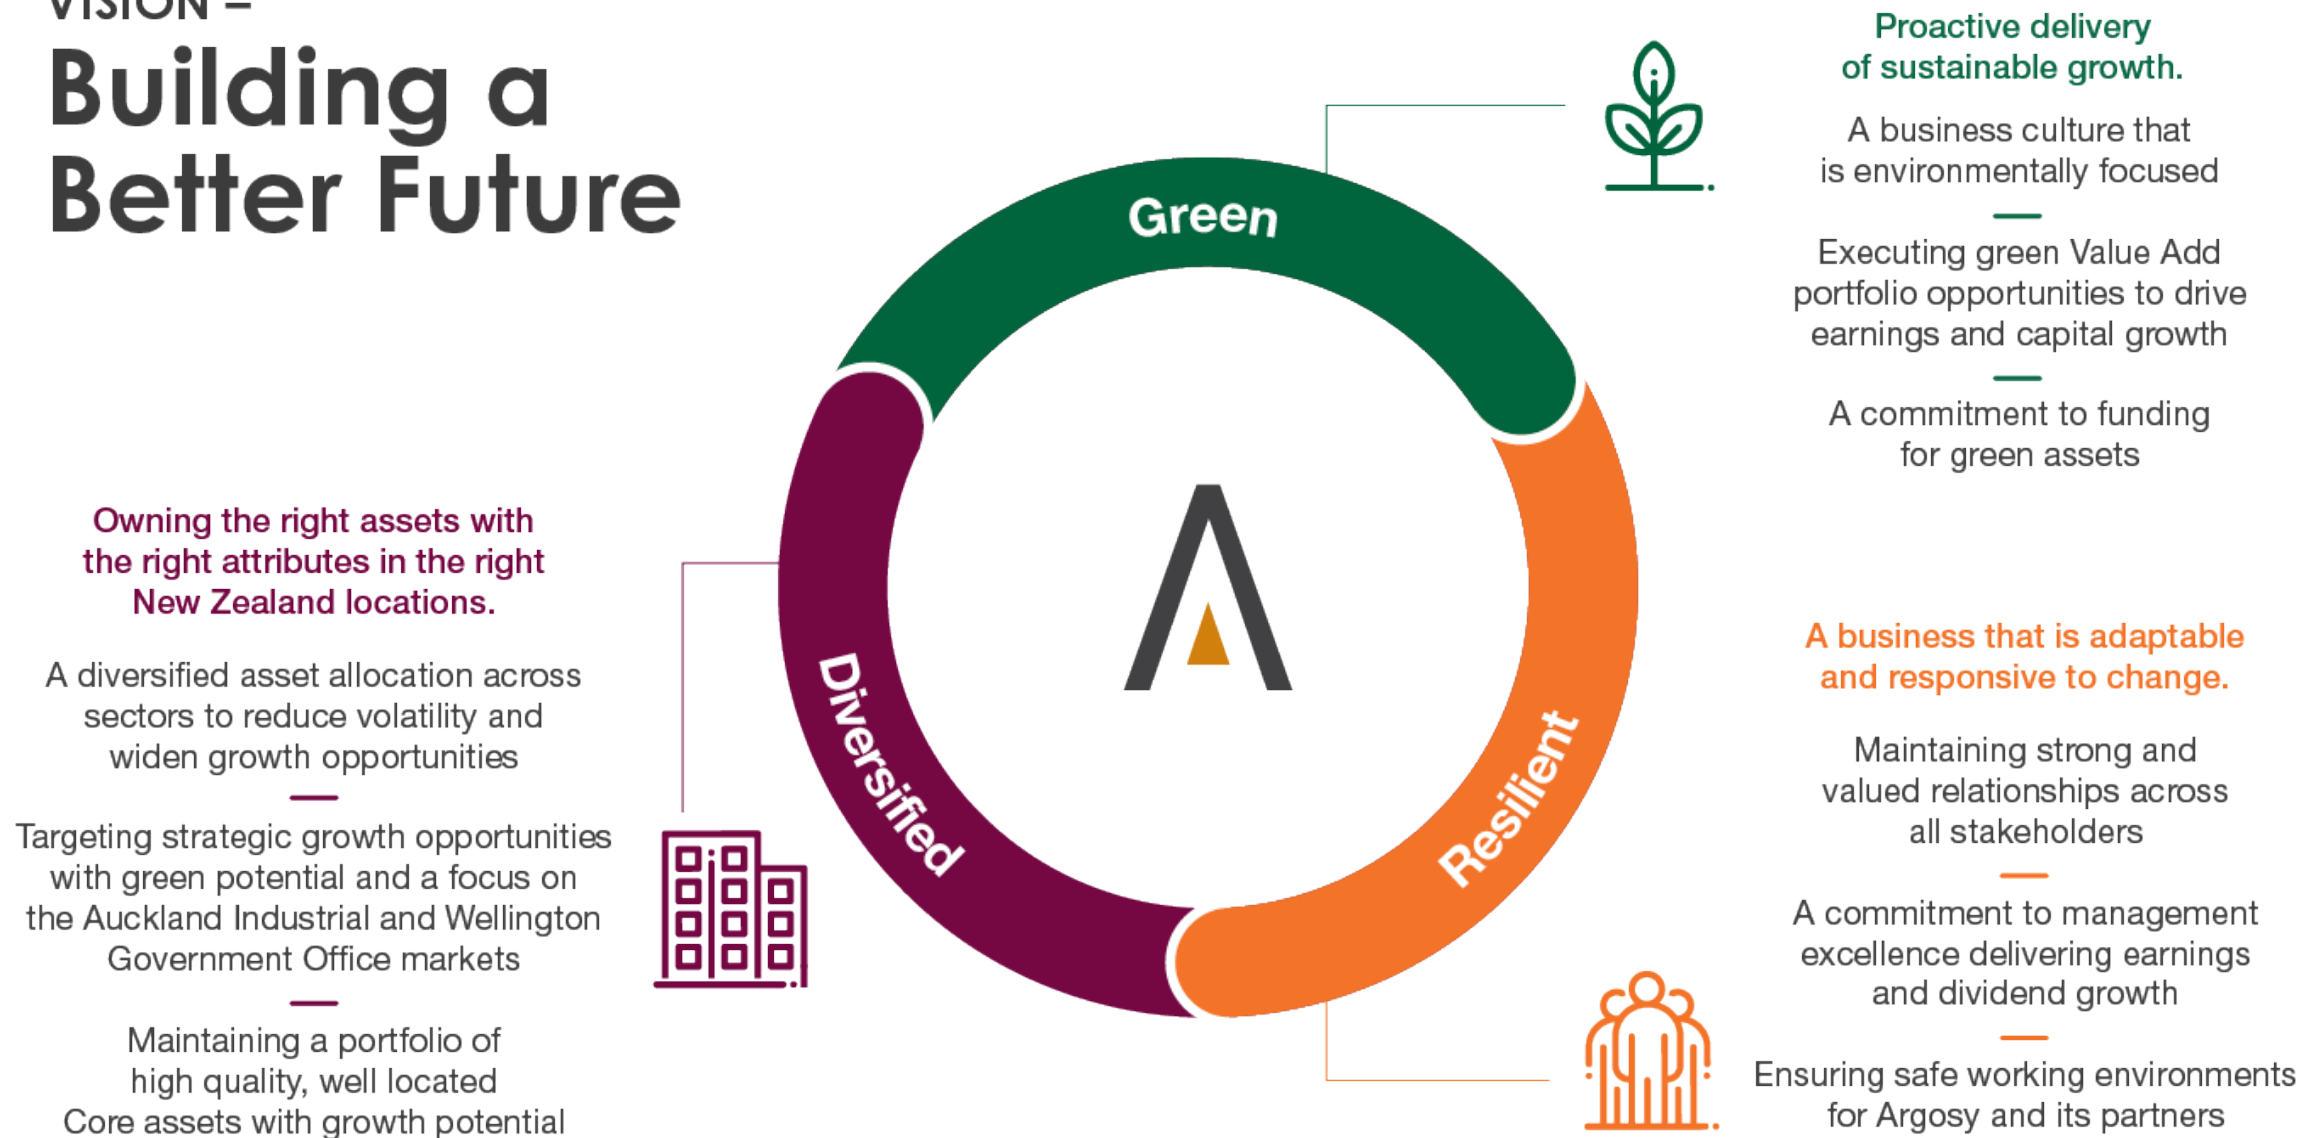 VISION –
Building a
Better Future
Green
Diversified
Resilient
Proactive delivery
of sustainable growth.
A business culture that
is environmentally focused
Executing green Value Add
portfolio opportunities to drive
earnings and capital growth
A commitment to funding
for green assets
Owning the right assets with
the right attributes in the right
New Zealand locations.
A diversified asset allocation across
sectors to reduce volatility and
widen growth opportunities
Targeting strategic growth opportunities
with green potential and a focus on
the Auckland Industrial and Wellington
Government Office markets
Maintaining a portfolio of
high quality, well located
Core assets with growth potential
A business that is adaptable
and responsive to change.
Maintaining strong and
valued relationships across
all stakeholders
A commitment to management
excellence delivering earnings
and dividend growth
Ensuring safe working environments
for Argosy and its partners